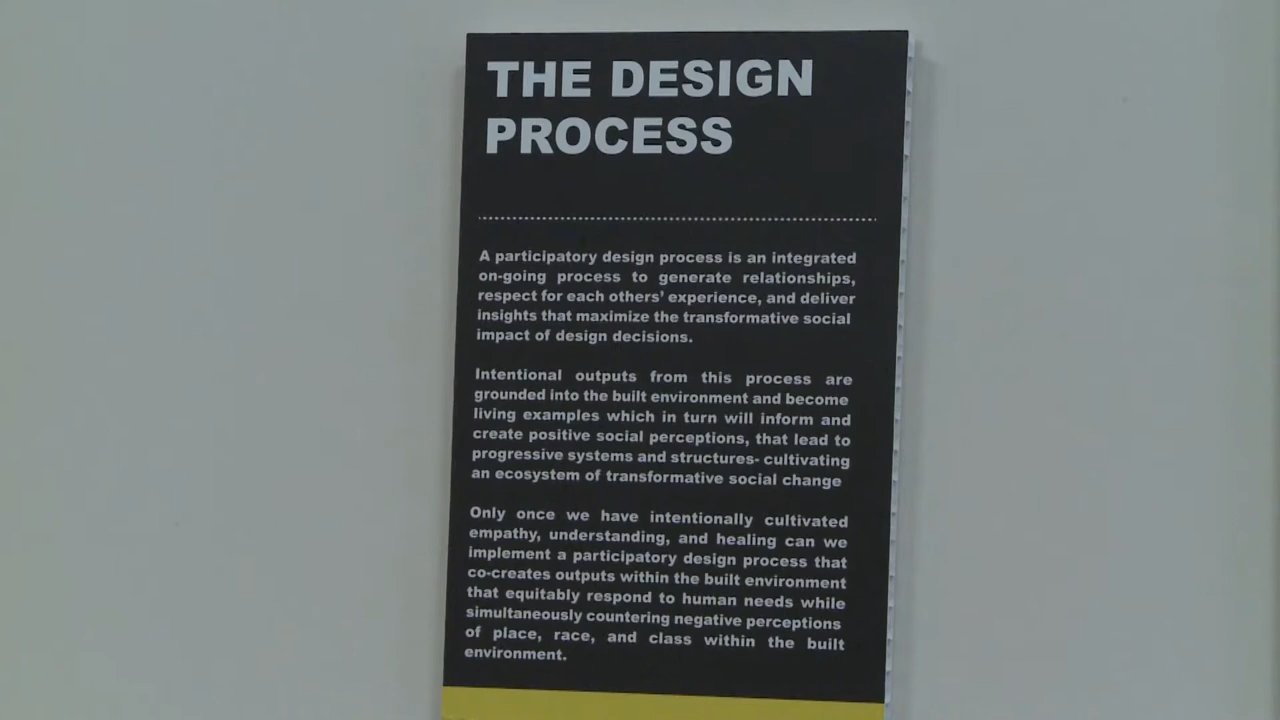 THE DESIGN
PROCESS
A participatory design process is an integrated
on-going process to generate relationships,
respect for each others’ experience, and deliver
insights that maximize the transformative social
impact of design decisions.
Intentional outputs from this process are
grounded into the built environment and become
living examples which in turn will inform and
create positive social perceptions, that lead to
progressive systems and structures- cultivating
an ecosystem of transformative social change
Only once we have intentionally cultivated
empathy, understanding, and healing can we
implement a participatory design process that
co-creates outputs within the built environment
that equitably respond to human needs while
simultaneously countering negative perceptions
of place, race, and class within the built
environment.